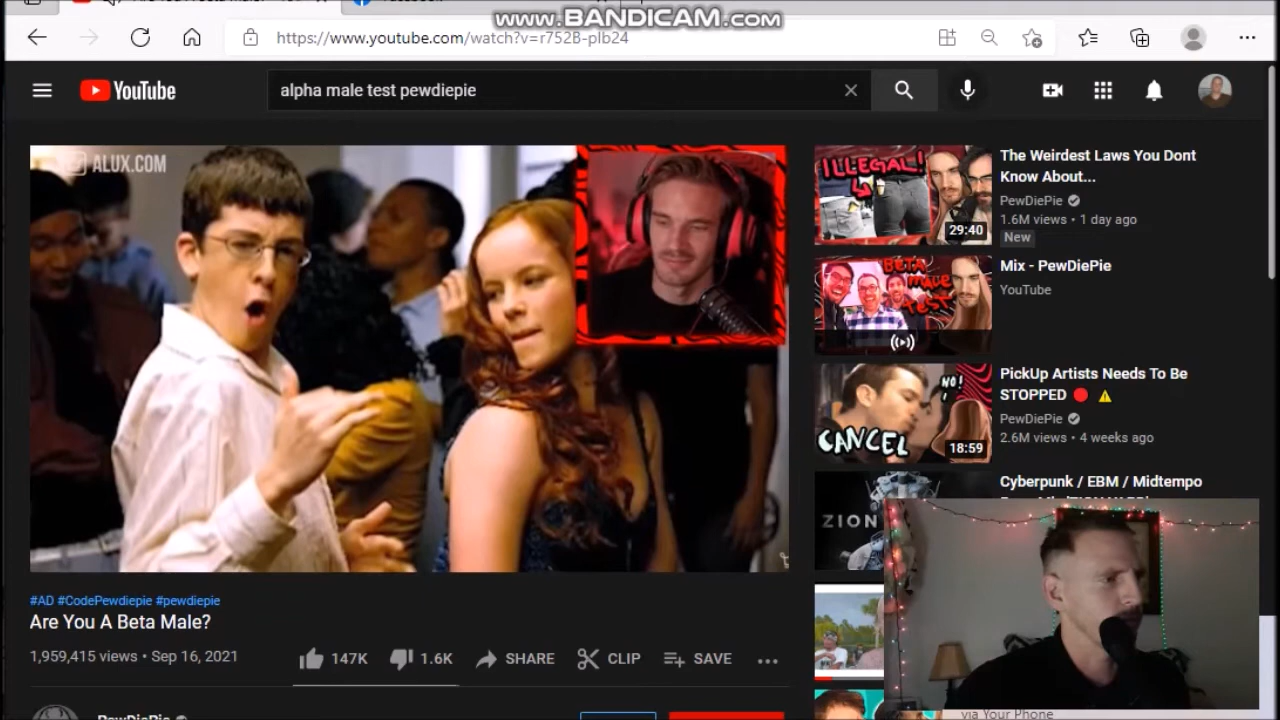 www.BANDICAM.com
https://www.youtube.com/watch?v=r752B-plb24
YouTube
alpha male test pewdiepie
ALUX.COM
#AD #CodePewdiepie #pewdiepie
Are You A Beta Male?
1,959,415 views • Sep 16, 2021
147K
1.6K
SHARE
CLIP
SAVE
PewDiePie
ILLEGAL!
29:40
The Weirdest Laws You Dont
Know About...
PewDiePie
1.6M views • 1 day ago
New
BETA
MALE
TEST
Mix - PewDiePie
YouTube
NO!
CANCEL
18:59
PickUp Artists Needs To Be
STOPPED
PewDiePie
2.6M views • 4 weeks ago
ZION
Cyberpunk / EBM / Midtempo
via Your Phone